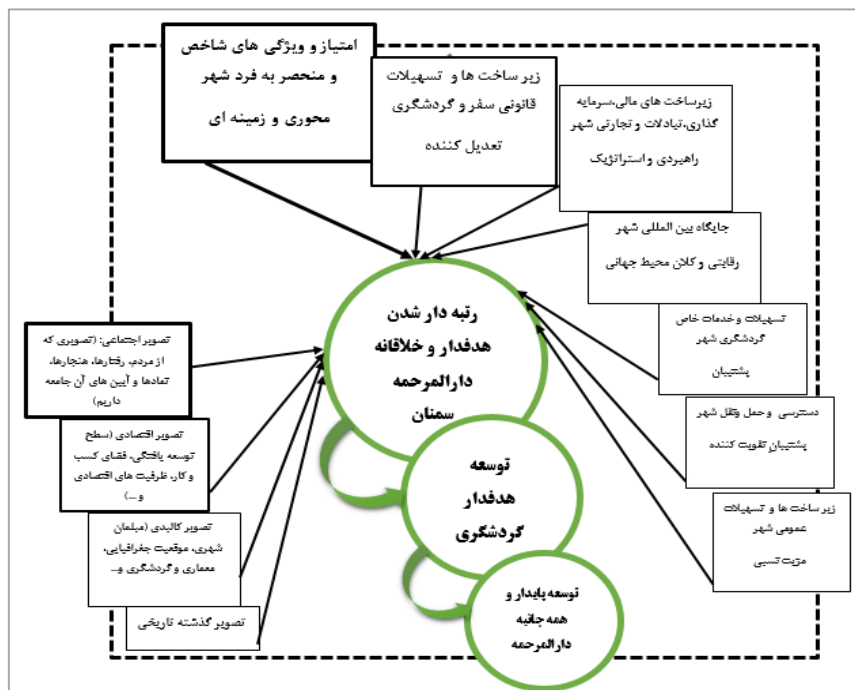 امتیاز و ویژگی های شاخص
و منحصر به فرد شهر
محوری و زمینه ای
زیر ساخت ها و تسهیلات
قانونی سفر و گردشگری
تعدیل کننده
زیرساخت های مالی،سرمایه
گذاری،تبادلات و تجارتی شهر
راهبردی و استراتژیک
جایگاه بین المللی شهر
رقابتی و کلان محیط جهانی
تسهیلات و خدمات خاص
گردشگری شهر
پشتیبان
دسترسی و حمل ونقل شهر
پشتیبان تقویت کننده
زیر ساخت ها و تسهیلات
عمومی شهر
مزیت نسبی
رتبه دار شدن
هدفدار و خلاقانه
دارالمرحمه
سمنان
توسعه
هدفدار
گردشگری
توسعه پایدار و
همه جانبه
دارالمرحمه
تصویر اجتماعی: (تصویری که
از مردم، رفتارها، هنجارها،
نمادها و آیین های آن جامعه
داریم)
تصویر اقتصادی (سطح
توسعه یافتگی، فضای کسب
و کار، ظرفیت های اقتصادی
و ...)
تصویر کالبدی (مبلمان
شهری، موقعیت جغرافیایی،
معماری و گردشگری و...
تصویر گذشته تاریخی